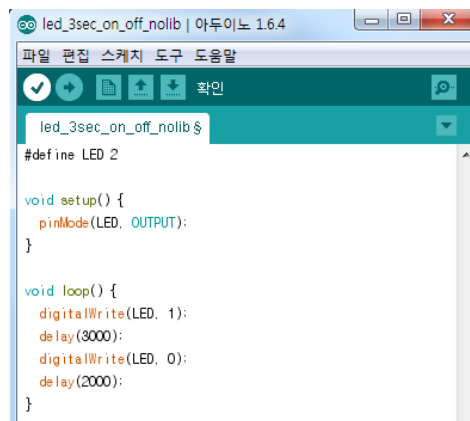 led_3sec_on_off_nolib | 아두이노 1.6.4
파일 편집 스케치 도구 도움말
확인
led_3sec_on_off_nolib §
#define LED 2
void setup() {
  pinMode(LED, OUTPUT);
}
void loop() {
  digitalWrite(LED, 1);
  delay(3000);
  digitalWrite(LED, 0);
  delay(2000);
}